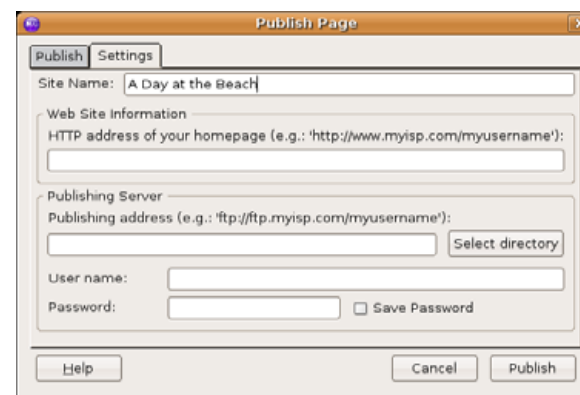 Publish Page
Publish Settings
Site Name: A Day at the Beach
Web Site Information
HTTP address of your homepage (e.g.: 'http://www.myisp.com/myusername'):
Publishing Server
Publishing address (e.g.: 'ftp://ftp.myisp.com/myusername'):
Select directory
User name:
Password: Save Password
Help Cancel Publish